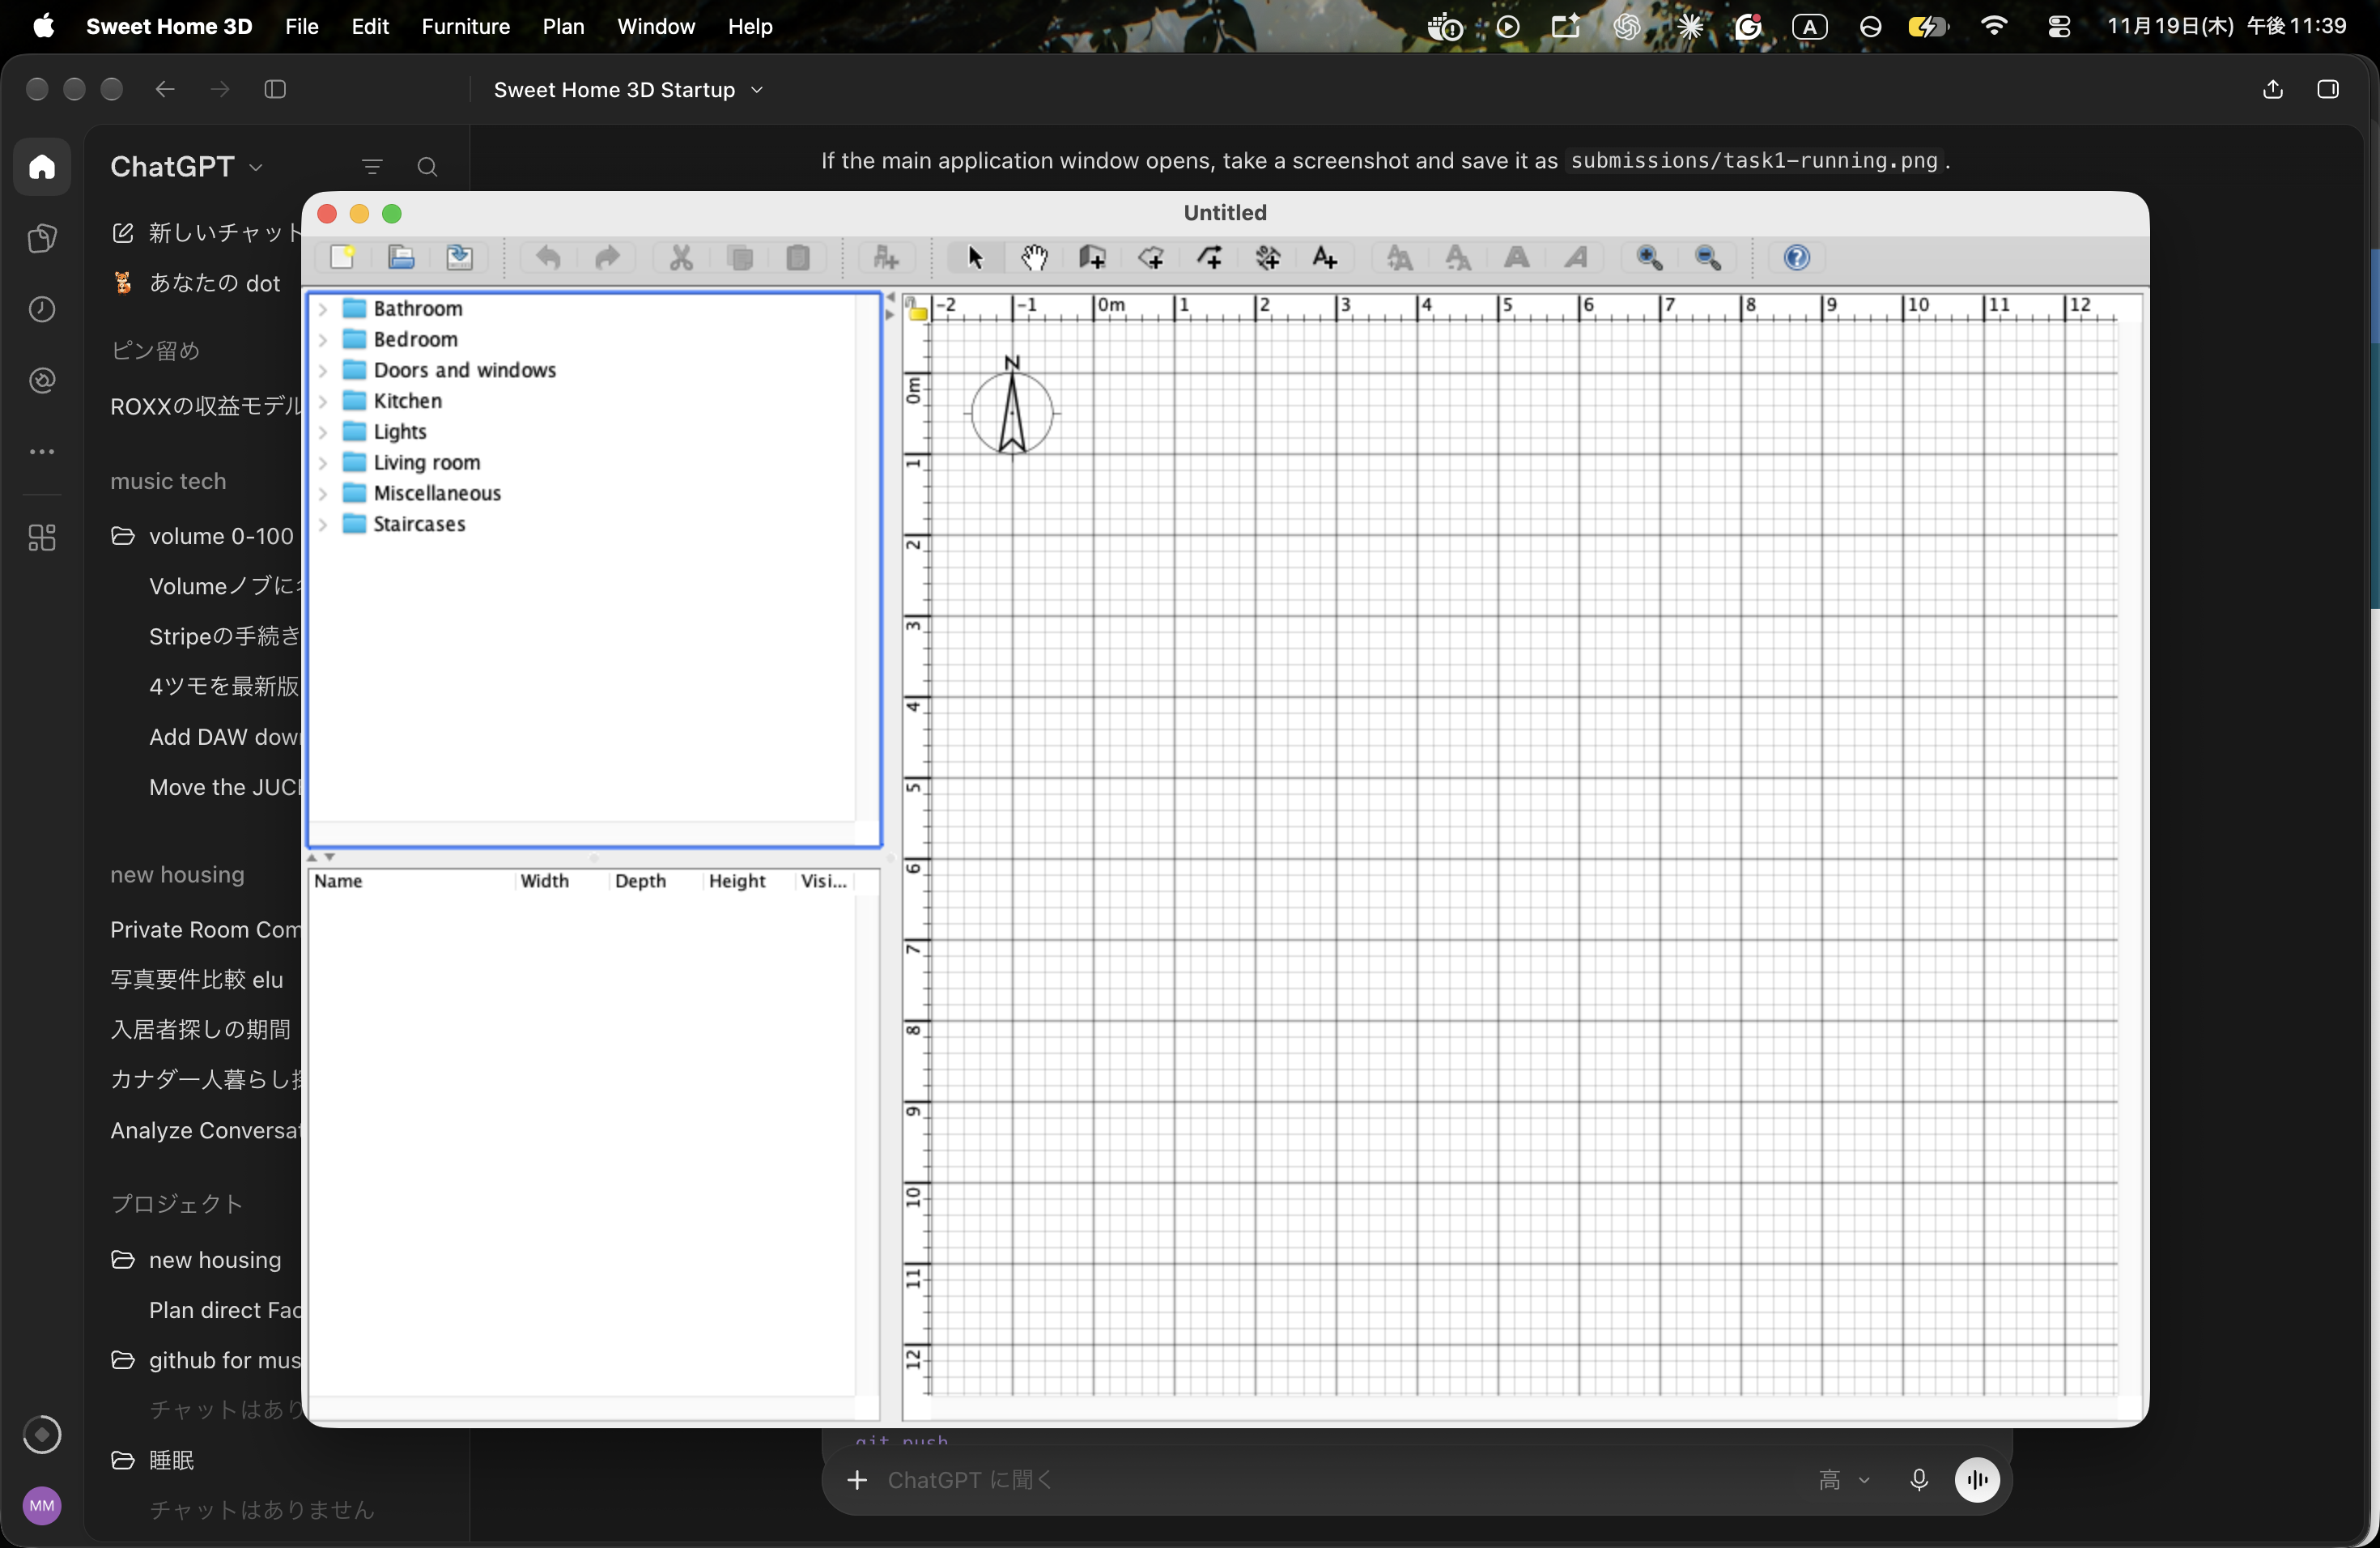 Sweet Home 3D File Edit Furniture Plan Window Help
A 11月19日(木) 午後11:39
Sweet Home 3D Startup
ChatGPT
新しいチャット
あなたの dot
ピン留め
ROXXの収益モデル
music tech
volume 0-100
Volumeノブに
Stripeの手続き
4ツモを最新版
Add DAW dow
Move the JUC
new housing
Private Room Com
写真要件比較 elu
入居者探しの期間
カナダ一人暮らし
Analyze Conversat
プロジェクト
new housing
Plan direct Fac
github for mus
チャットはあり
睡眠
チャットはありません
MM
If the main application window opens, take a screenshot and save it as submissions/task1-running.png.
Untitled
Bathroom
Bedroom
Doors and windows
Kitchen
Lights
Living room
Miscellaneous
Staircases
Name Width Depth Height Visi...
-2 -1 0m 1 2 3 4 5 6 7 8 9 10 11 12
N
0m
1
2
3
4
5
6
7
8
9
10
11
12
git push
ChatGPT に聞く 高